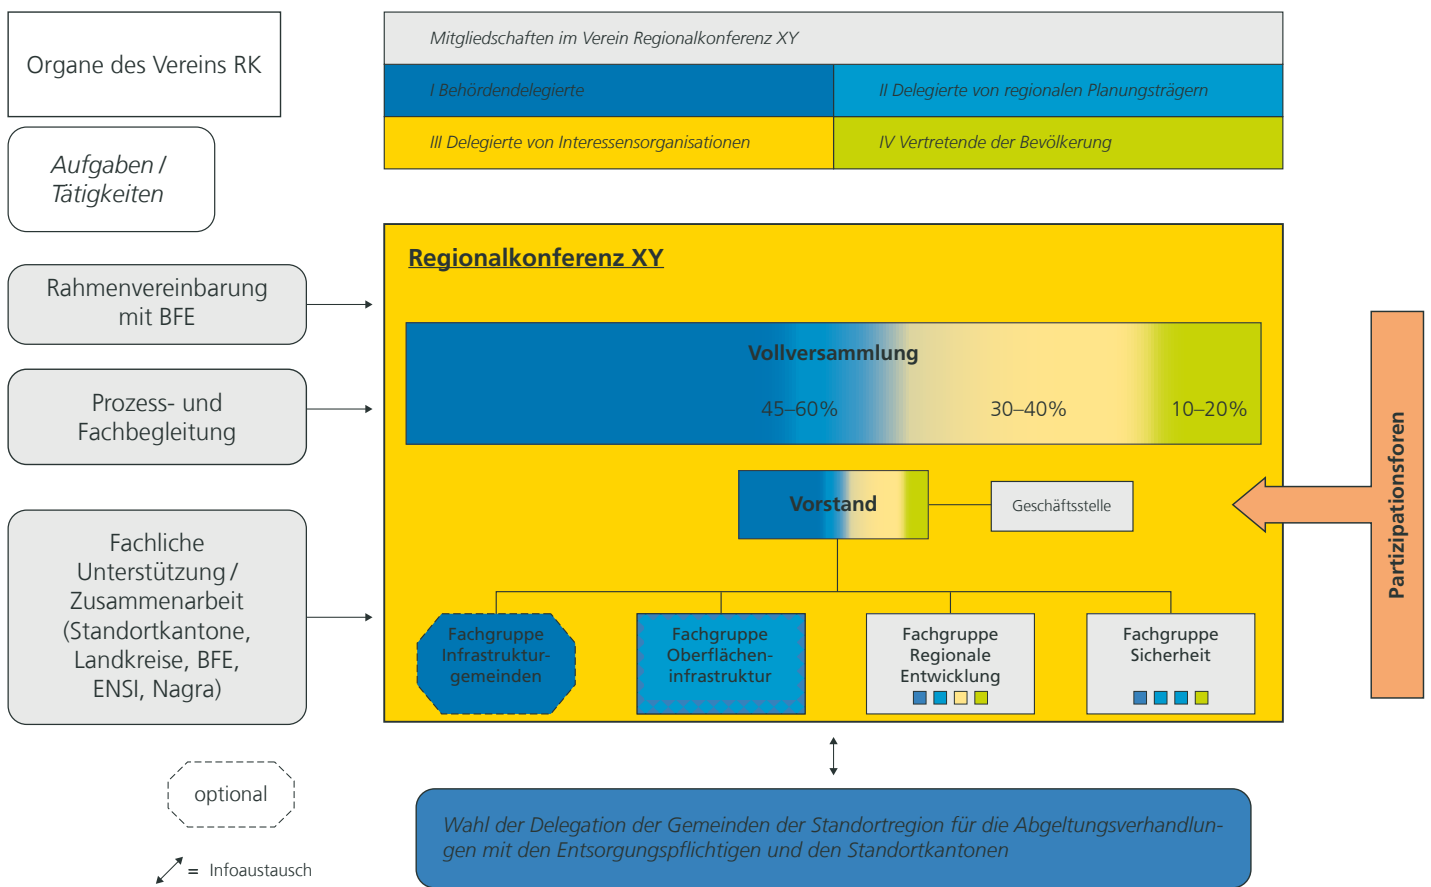 Organe des Vereins RK
Aufgaben /
Tätigkeiten
Mitgliedschaften im Verein Regionalkonferenz XY
I Behördendelegierte
II Delegierte von regionalen Planungsträgern
III Delegierte von Interessensorganisationen
IV Vertretende der Bevölkerung
Rahmenvereinbarung
mit BFE
Prozess- und
Fachbegleitung
Fachliche
Unterstützung /
Zusammenarbeit
(Standortkantone,
Landkreise, BFE,
ENSI, Nagra)
Regionalkonferenz XY
Vollversammlung
45–60%
30–40%
10–20%
Vorstand
Geschäftsstelle
Fachgruppe
Infrastruktur-
gemeinden
Fachgruppe
Oberflächen-
infrastruktur
Fachgruppe
Regionale
Entwicklung
Fachgruppe
Sicherheit
Partizipationsforen
optional
= Infoaustausch
Wahl der Delegation der Gemeinden der Standortregion für die Abgeltungsverhandlun-
gen mit den Entsorgungspflichtigen und den Standortkantonen